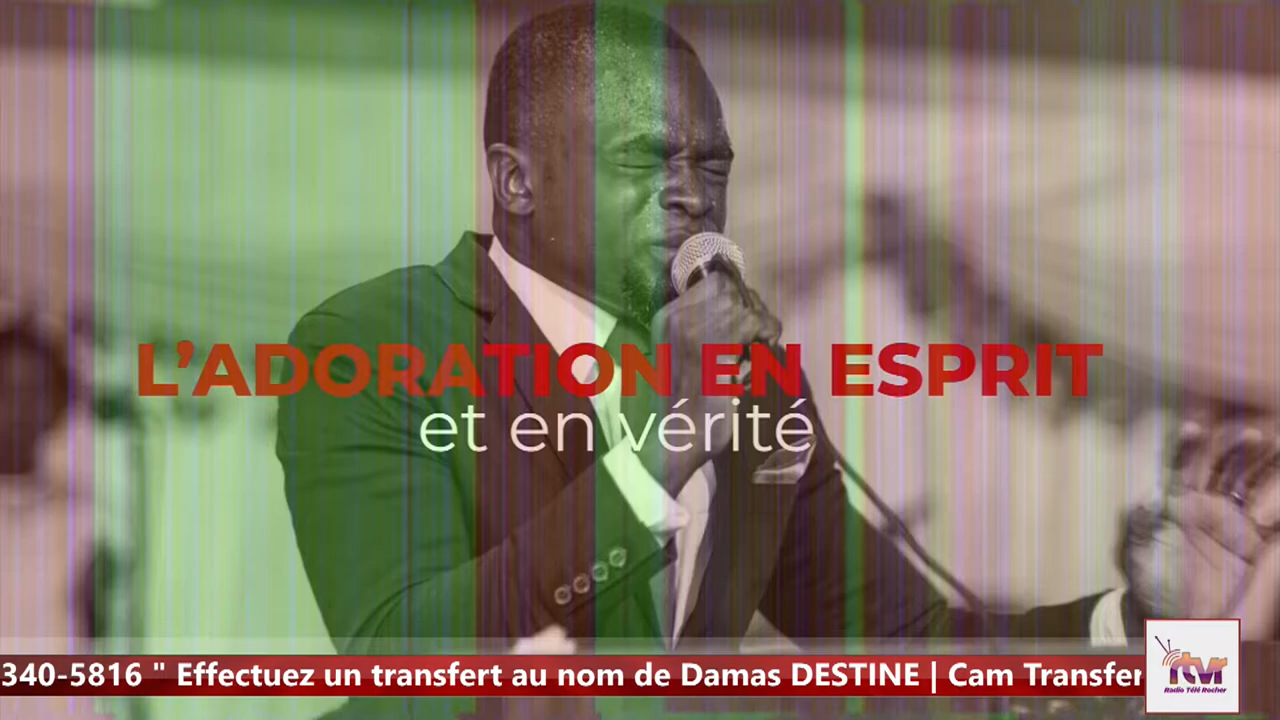 L'ADORATION EN ESPRIT
et en vérité
340-5816 " Effectuez un transfert au nom de Damas DESTINE | Cam Transfer
rtvr
Radio Télé Rocher